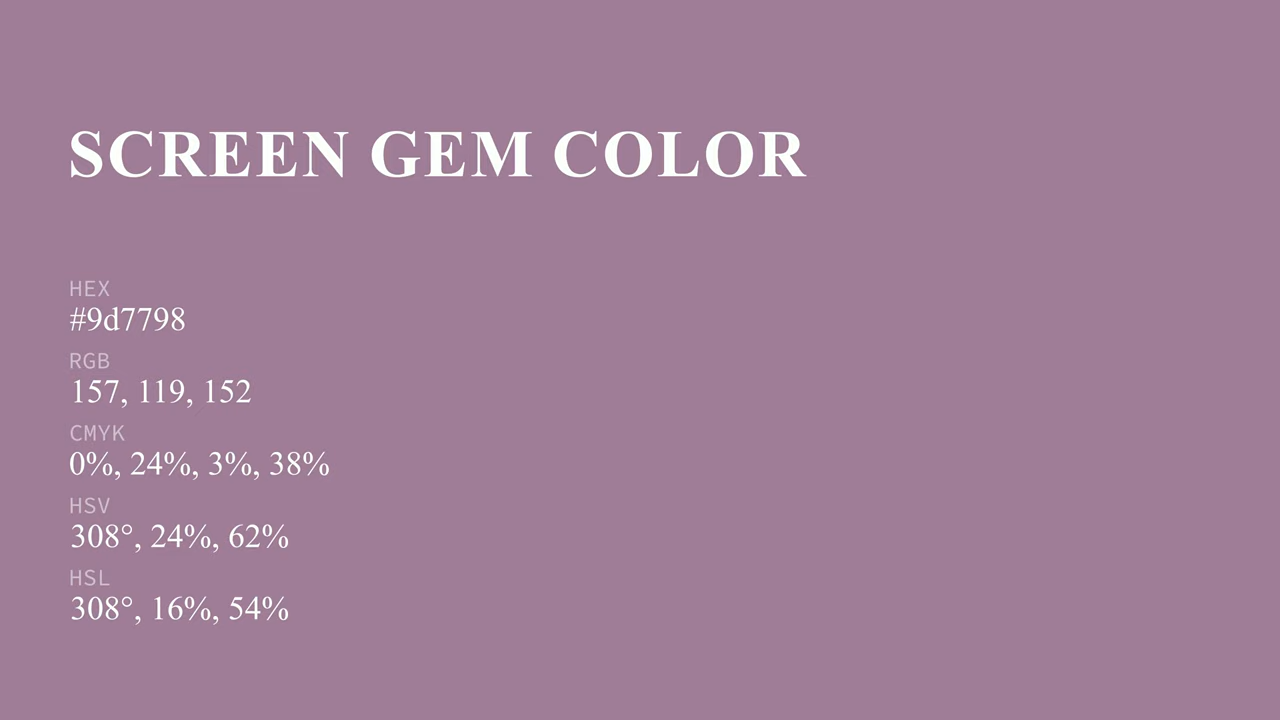 SCREEN GEM COLOR
HEX
#9d7798
RGB
157, 119, 152
CMYK
0%, 24%, 3%, 38%
HSV
308°, 24%, 62%
HSL
308°, 16%, 54%